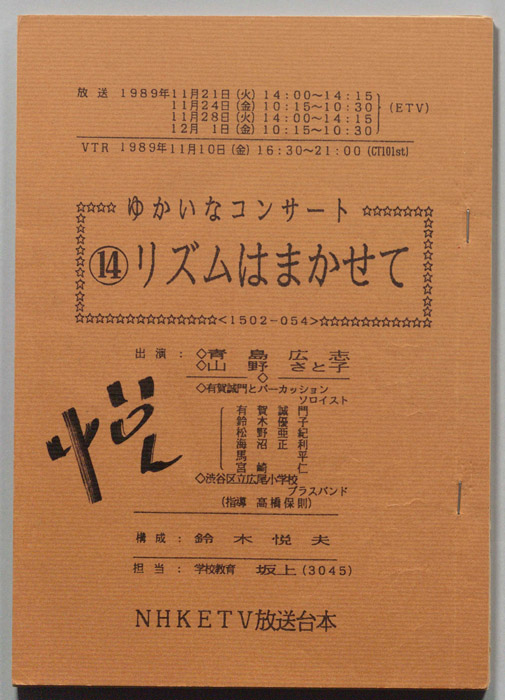 放送 1989年11月21日(火) 14:00~14:15
11月24日(金) 10:15~10:30
11月28日(火) 14:00~14:15
12月 1日(金) 10:15~10:30
(ETV)
VTR 1989年11月10日(金) 16:30~21:00 (CT101st)
☆☆☆☆ ゆかいなコンサート ☆☆☆☆☆☆☆
⑭リズムはまかせて
<1502-054>
出演: ◇青島広志
◇山野さと子
◇
◇有賀誠門とパーカッション
ソロイスト
有賀誠門
鈴木優子
松野亜紀
海沼正利
馬平
宮崎仁
◇渋谷区立広尾小学校
ブラスバンド
(指導 高橋保則)
悦
構成: 鈴木悦夫
担当: 学校教育 坂上(3045)
NHKETV放送台本